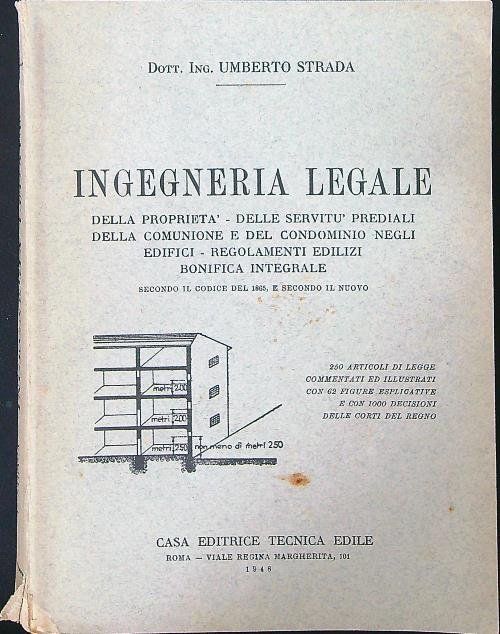 DOTT. ING. UMBERTO STRADA
INGEGNERIA LEGALE
DELLA PROPRIETA' - DELLE SERVITU' PREDIALI
DELLA COMUNIONE E DEL CONDOMINIO NEGLI
EDIFICI - REGOLAMENTI EDILIZI
BONIFICA INTEGRALE
SECONDO IL CODICE DEL 1865, E SECONDO IL NUOVO
250 ARTICOLI DI LEGGE
COMMENTATI ED ILLUSTRATI
CON 62 FIGURE ESPLICATIVE
E CON 1000 DECISIONI
DELLE CORTI DEL REGNO
metri 2.00
metri 2.00
metri 2.50
non meno di metri 2.50
CASA EDITRICE TECNICA EDILE
ROMA - VIALE REGINA MARGHERITA, 101
1948